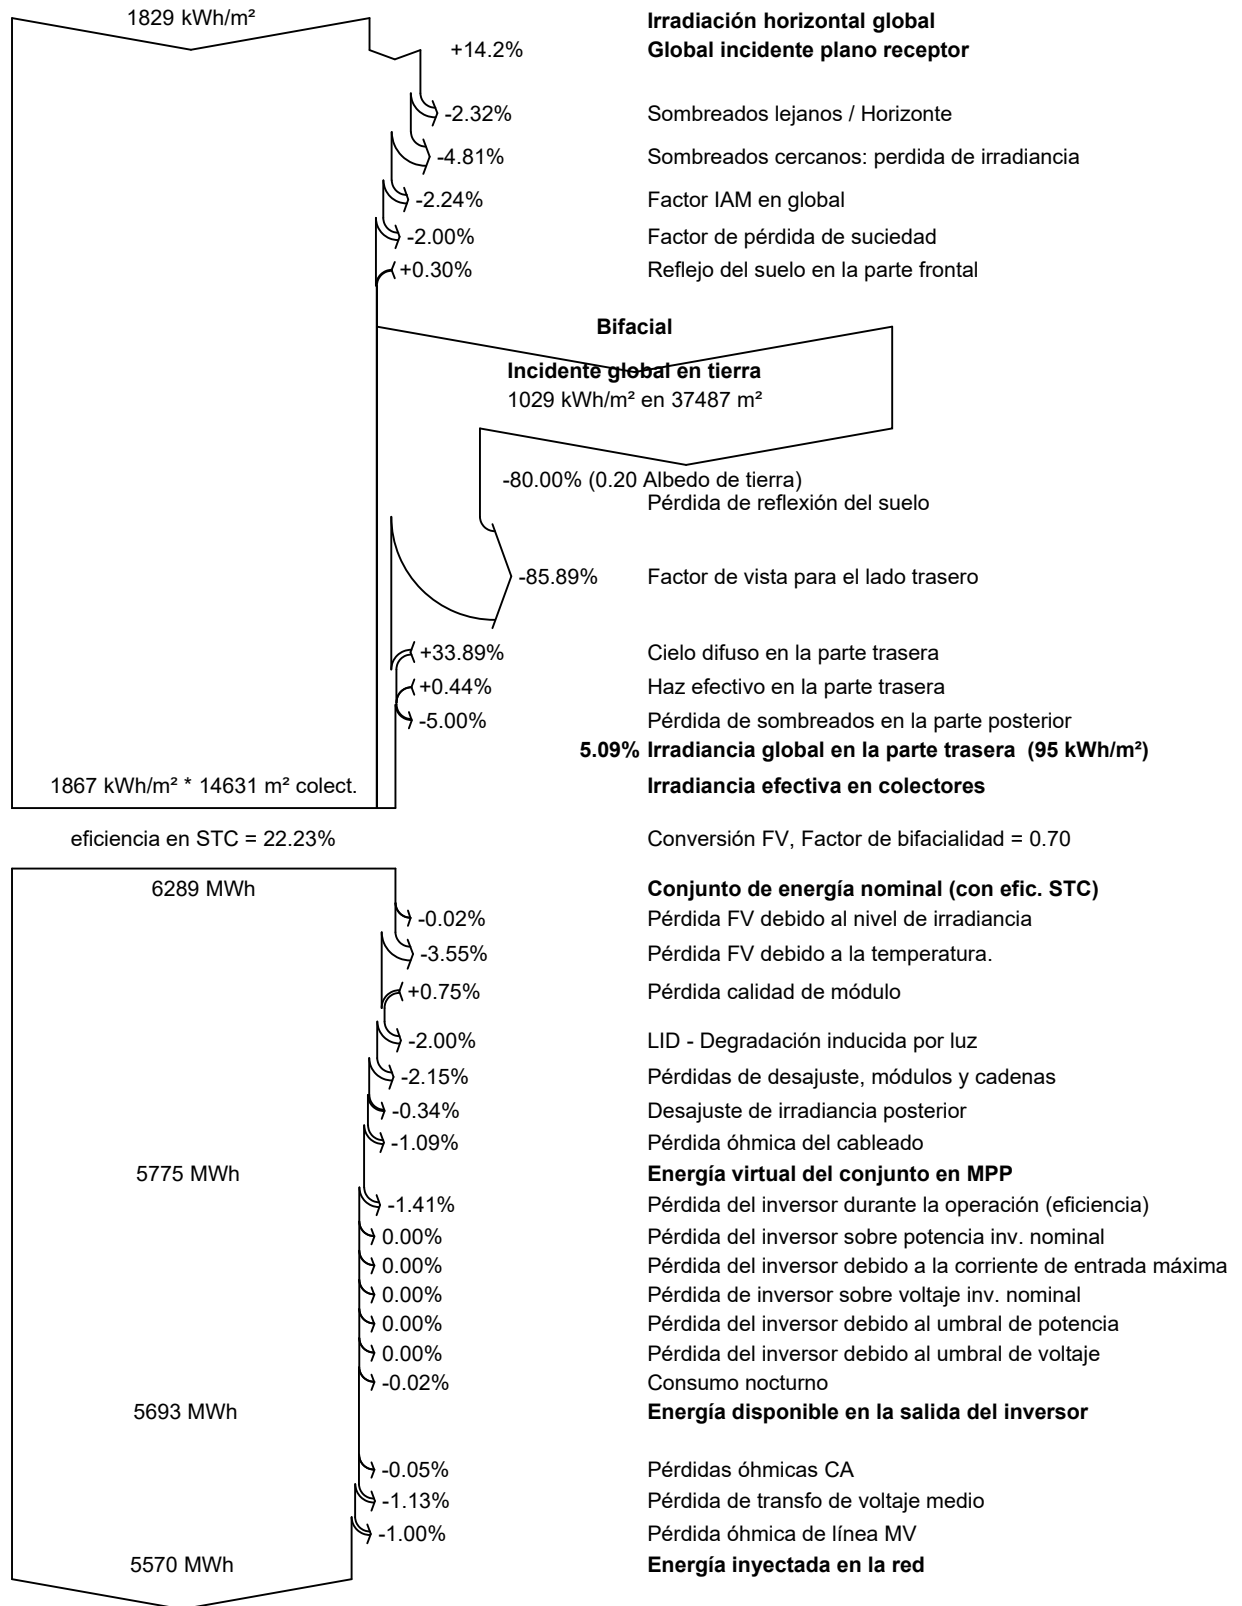 1829 kWh/m² Irradiación horizontal global
+14.2% Global incidente plano receptor
-2.32% Sombreados lejanos / Horizonte
-4.81% Sombreados cercanos: perdida de irradiancia
-2.24% Factor IAM en global
-2.00% Factor de pérdida de suciedad
+0.30% Reflejo del suelo en la parte frontal
Bifacial
Incidente global en tierra
1029 kWh/m² en 37487 m²
-80.00% (0.20 Albedo de tierra)
Pérdida de reflexión del suelo
-85.89% Factor de vista para el lado trasero
+33.89% Cielo difuso en la parte trasera
+0.44% Haz efectivo en la parte trasera
-5.00% Pérdida de sombreados en la parte posterior
5.09% Irradiancia global en la parte trasera (95 kWh/m²)
1867 kWh/m² * 14631 m² colect. Irradiancia efectiva en colectores
eficiencia en STC = 22.23% Conversión FV, Factor de bifacialidad = 0.70
6289 MWh Conjunto de energía nominal (con efic. STC)
-0.02% Pérdida FV debido al nivel de irradiancia
-3.55% Pérdida FV debido a la temperatura.
+0.75% Pérdida calidad de módulo
-2.00% LID - Degradación inducida por luz
-2.15% Pérdidas de desajuste, módulos y cadenas
-0.34% Desajuste de irradiancia posterior
-1.09% Pérdida óhmica del cableado
5775 MWh Energía virtual del conjunto en MPP
-1.41% Pérdida del inversor durante la operación (eficiencia)
0.00% Pérdida del inversor sobre potencia inv. nominal
0.00% Pérdida del inversor debido a la corriente de entrada máxima
0.00% Pérdida de inversor sobre voltaje inv. nominal
0.00% Pérdida del inversor debido al umbral de potencia
0.00% Pérdida del inversor debido al umbral de voltaje
-0.02% Consumo nocturno
5693 MWh Energía disponible en la salida del inversor
-0.05% Pérdidas óhmicas CA
-1.13% Pérdida de transfo de voltaje medio
-1.00% Pérdida óhmica de línea MV
5570 MWh Energía inyectada en la red